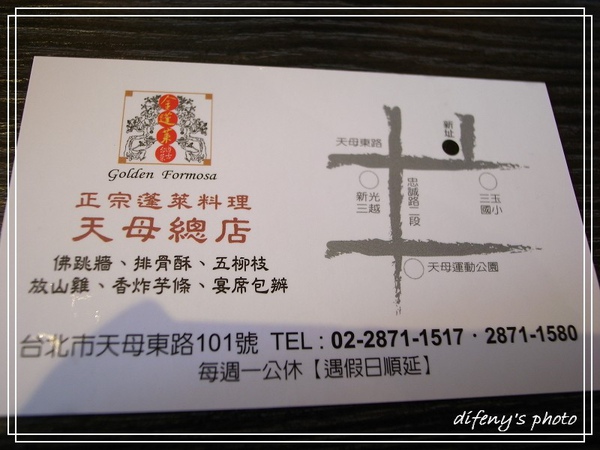 金蓬萊
Golden Formosa
正宗蓬萊料理
天母總店
佛跳牆、排骨酥、五柳枝
放山雞、香炸芋條、宴席包辦
天母東路
新址
新光
三越
忠誠路二段
三玉
國小
天母運動公園
台北市天母東路101號 TEL : 02-2871-1517 · 2871-1580
每週一公休【遇假日順延】
difeny's photo